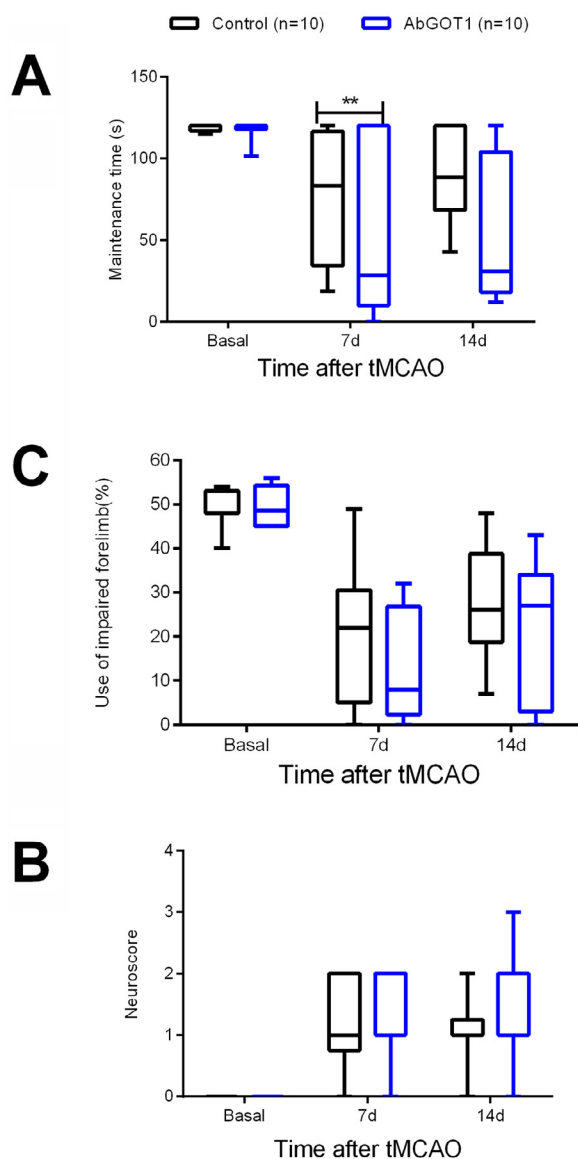 Control (n=10) AbGOT1 (n=10)
A
Maintenance time (s)
150
100
50
0
**
Basal 7d 14d
Time after tMCAO
C
Use of impaired forelimb(%)
60
50
40
30
20
10
0
Basal 7d 14d
Time after tMCAO
B
Neuroscore
4
3
2
1
0
Basal 7d 14d
Time after tMCAO